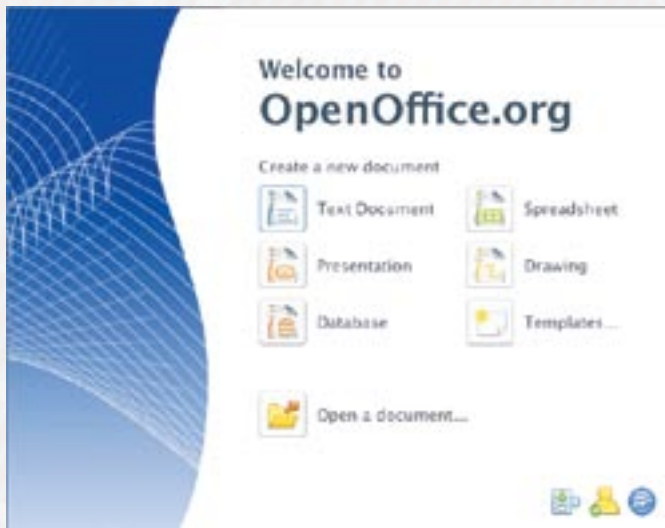 Welcome to
OpenOffice.org
Create a new document
Text Document
Spreadsheet
Presentation
Drawing
Database
Templates...
Open a document...